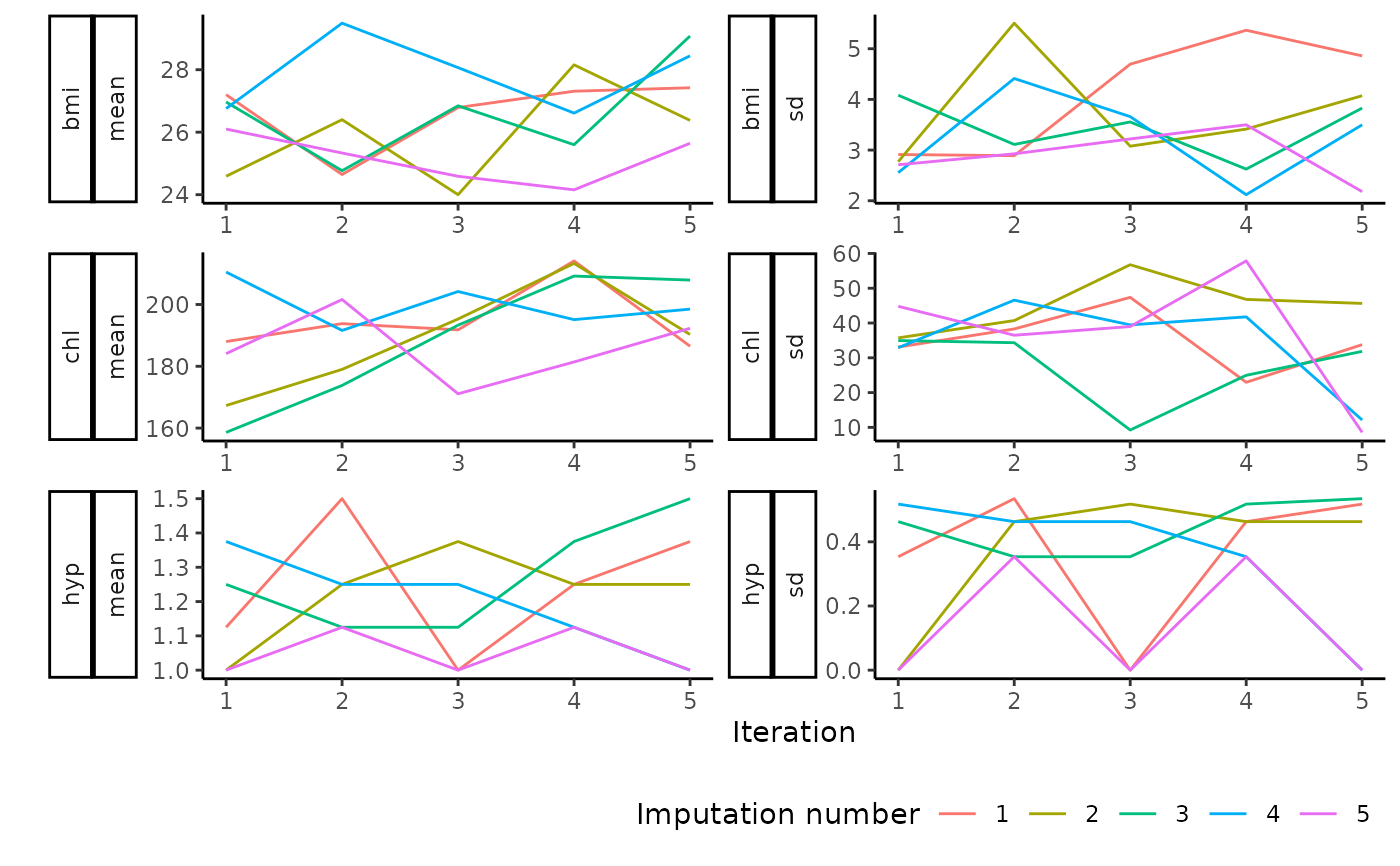 bmi
mean
28
26
24
1 2 3 4 5
bmi
sd
5
4
3
2
1 2 3 4 5
chl
mean
200
180
160
1 2 3 4 5
chl
sd
60
50
40
30
20
10
1 2 3 4 5
hyp
mean
1.5
1.4
1.3
1.2
1.1
1.0
1 2 3 4 5
hyp
sd
0.4
0.2
0.0
1 2 3 4 5
Iteration
Imputation number 1 2 3 4 5